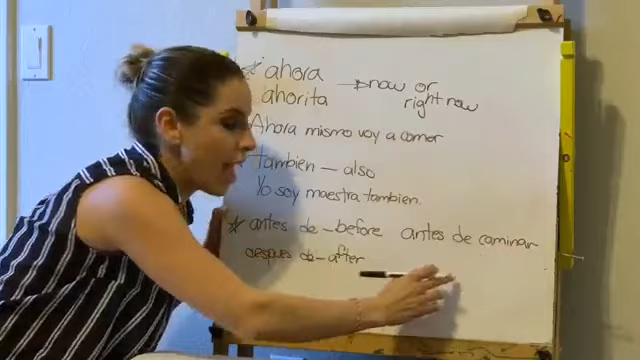 * ahora → now or
ahorita right now
Ahora mismo voy a comer
tambien — also
Yo soy maestra tambien.
* antes de – before antes de caminar
despues de – after